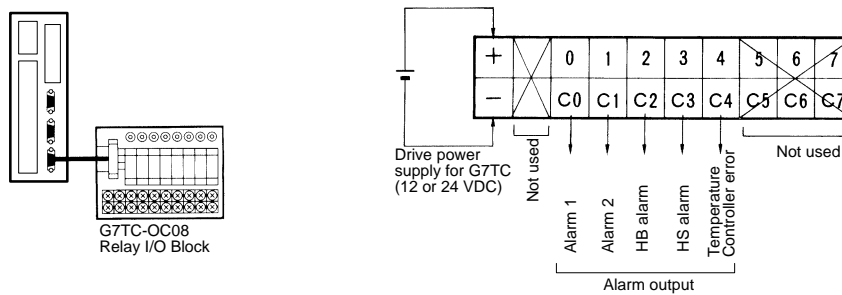 G7TC-OC08
Relay I/O Block
+ 0 1 2 3 4 5 6 7
− C0 C1 C2 C3 C4 C5 C6 C7
Drive power
supply for G7TC
(12 or 24 VDC)
Not used
Alarm 1
Alarm 2
HB alarm
HS alarm
Temperature
Controller error
Not used
Alarm output